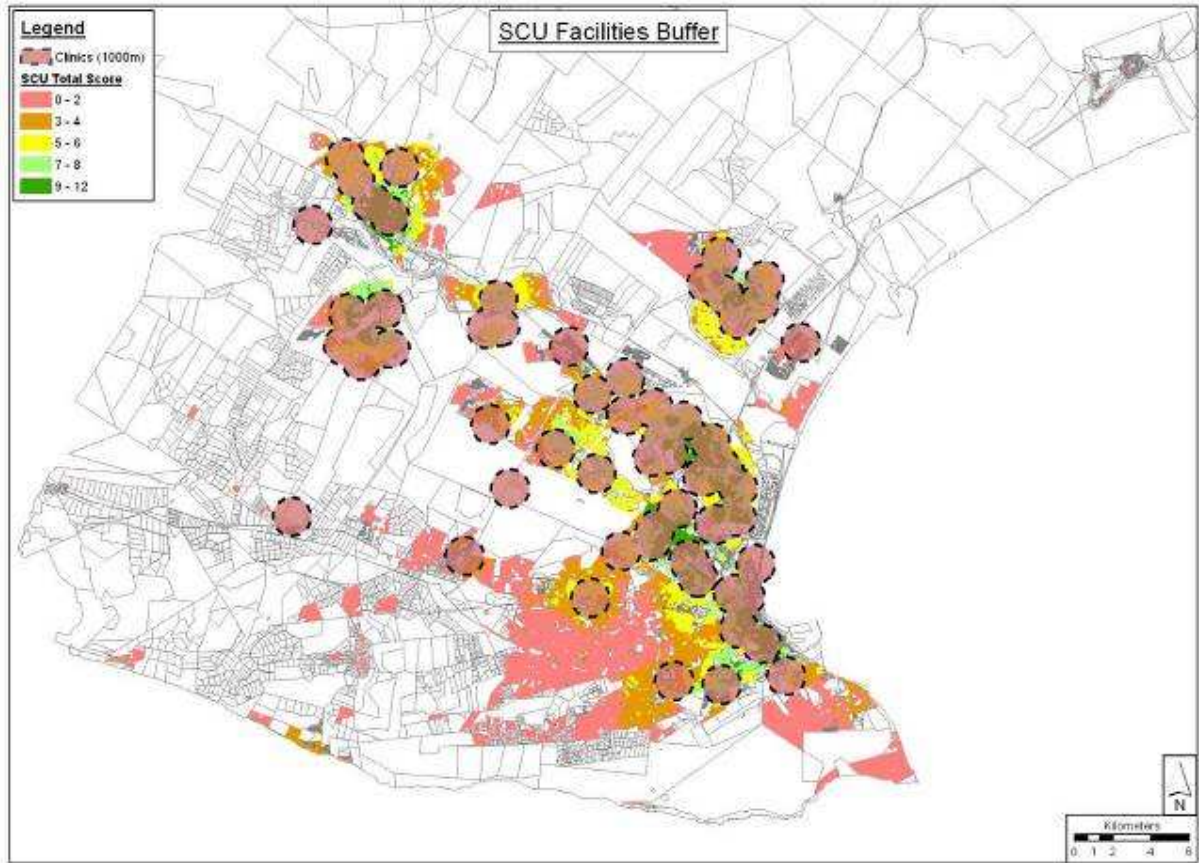 SCU Facilities Buffer
Legend
Clinics (1000m)
SCU Total Score
0 - 2
3 - 4
5 - 6
7 - 8
9 - 12
N
Kilometers
0 1 2 4 6